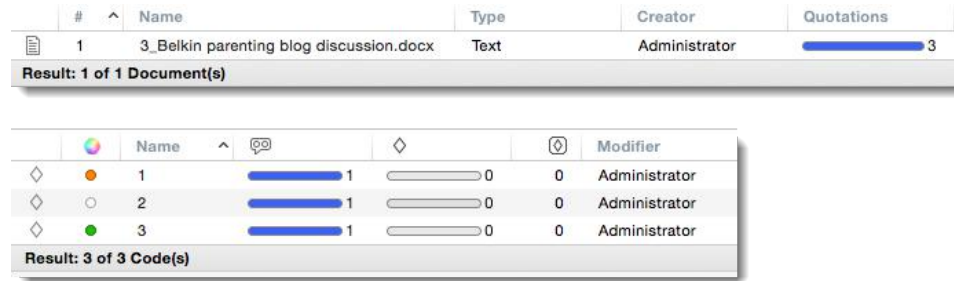 # Name Type Creator Quotations
1 3_Belkin parenting blog discussion.docx Text Administrator 3
Result: 1 of 1 Document(s)
Name Modifier
1 1 0 0 Administrator
2 1 0 0 Administrator
3 1 0 0 Administrator
Result: 3 of 3 Code(s)